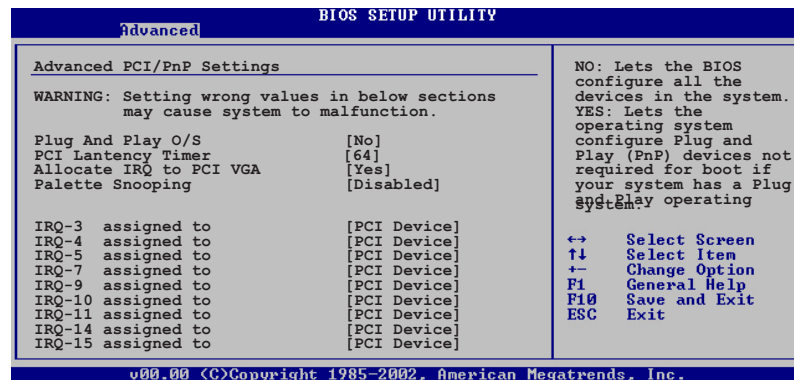 BIOS SETUP UTILITY
Advanced
Advanced PCI/PnP Settings
WARNING: Setting wrong values in below sections
may cause system to malfunction.
Plug And Play O/S [No]
PCI Lantency Timer [64]
Allocate IRQ to PCI VGA [Yes]
Palette Snooping [Disabled]
IRQ-3 assigned to [PCI Device]
IRQ-4 assigned to [PCI Device]
IRQ-5 assigned to [PCI Device]
IRQ-7 assigned to [PCI Device]
IRQ-9 assigned to [PCI Device]
IRQ-10 assigned to [PCI Device]
IRQ-11 assigned to [PCI Device]
IRQ-14 assigned to [PCI Device]
IRQ-15 assigned to [PCI Device]
NO: Lets the BIOS
configure all the
devices in the system.
YES: Lets the
operating system
configure Plug and
Play (PnP) devices not
required for boot if
your system has a Plug
and Play operating
system.
↔ Select Screen
↑↓ Select Item
+- Change Option
F1 General Help
F10 Save and Exit
ESC Exit
v00.00 (C)Copyright 1985-2002, American Megatrends, Inc.